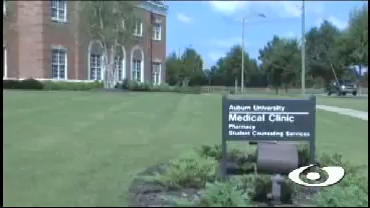 Auburn University
Medical Clinic
Pharmacy
Student Counseling Services